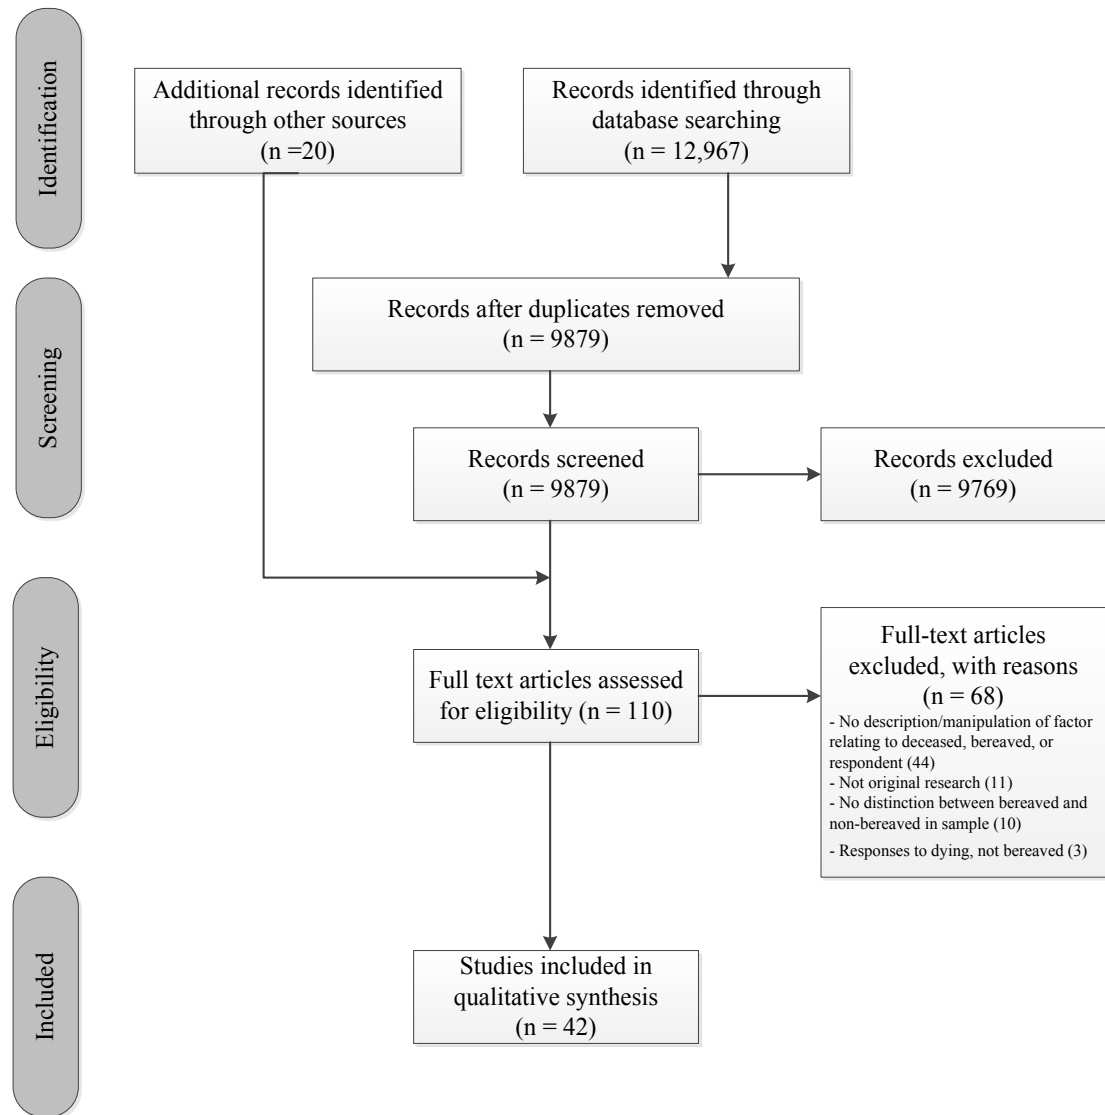 Identification
Additional records identified
through other sources
(n =20)
Records identified through
database searching
(n = 12,967)
Screening
Records after duplicates removed
(n = 9879)
Records screened
(n = 9879)
Records excluded
(n = 9769)
Eligibility
Full text articles assessed
for eligibility (n = 110)
Full-text articles
excluded, with reasons
(n = 68)
- No description/manipulation of factor
relating to deceased, bereaved, or
respondent (44)
- Not original research (11)
- No distinction between bereaved and
non-bereaved in sample (10)
- Responses to dying, not bereaved (3)
Included
Studies included in
qualitative synthesis
(n = 42)